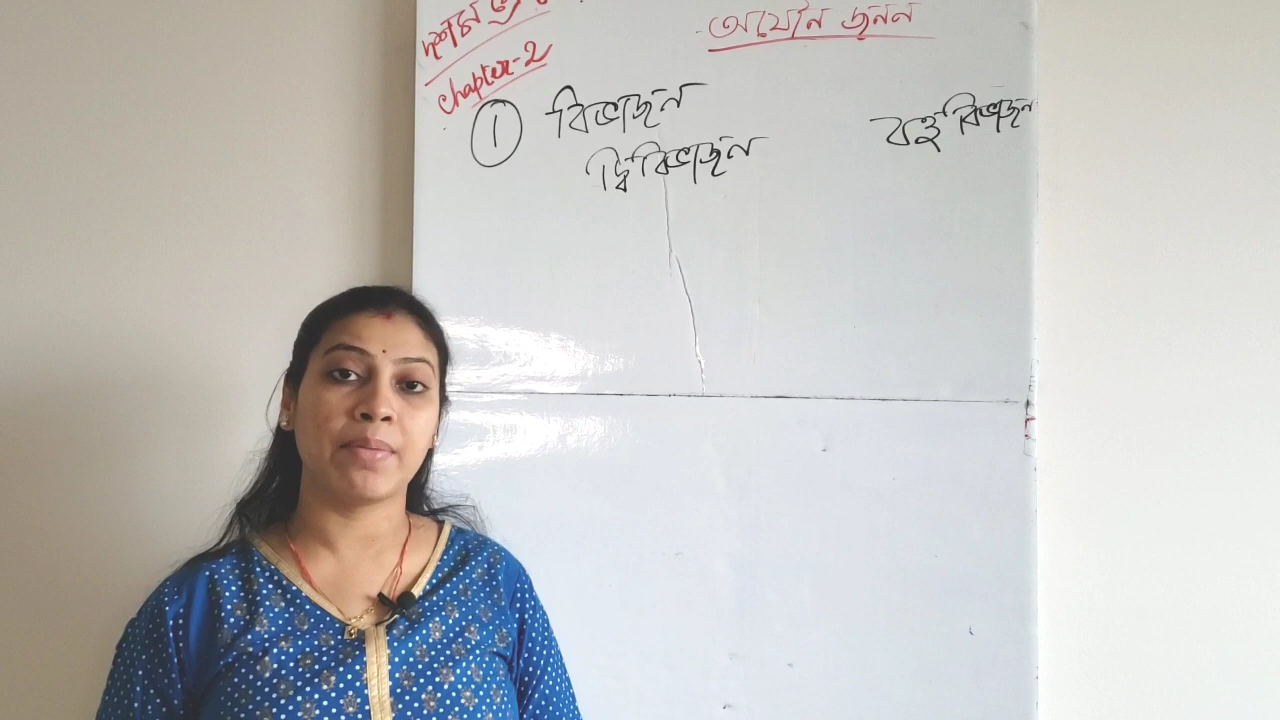 দশম
chapter-2
অযৌন জনন
① বিভাজন
দ্বিবিভাজন
বহুবিভাজন